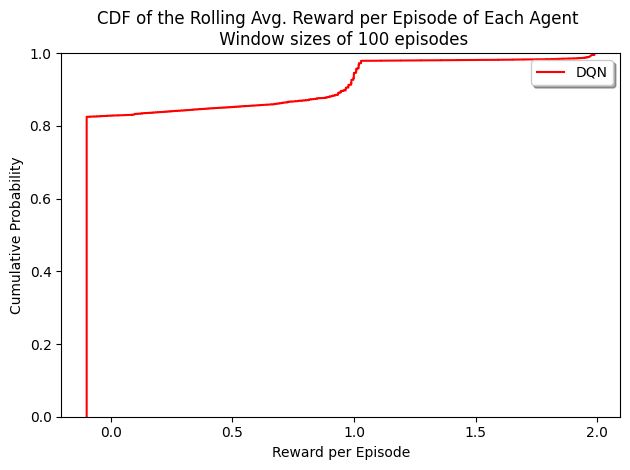 CDF of the Rolling Avg. Reward per Episode of Each Agent
Window sizes of 100 episodes
DQN
1.0
0.8
0.6
0.4
0.2
0.0
Cumulative Probability
0.0 0.5 1.0 1.5 2.0
Reward per Episode